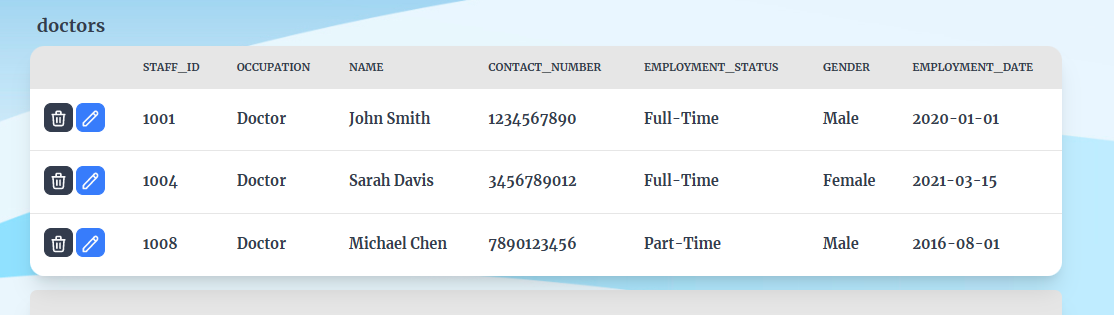 doctors
STAFF_ID OCCUPATION NAME CONTACT_NUMBER EMPLOYMENT_STATUS GENDER EMPLOYMENT_DATE
1001 Doctor John Smith 1234567890 Full-Time Male 2020-01-01
1004 Doctor Sarah Davis 3456789012 Full-Time Female 2021-03-15
1008 Doctor Michael Chen 7890123456 Part-Time Male 2016-08-01